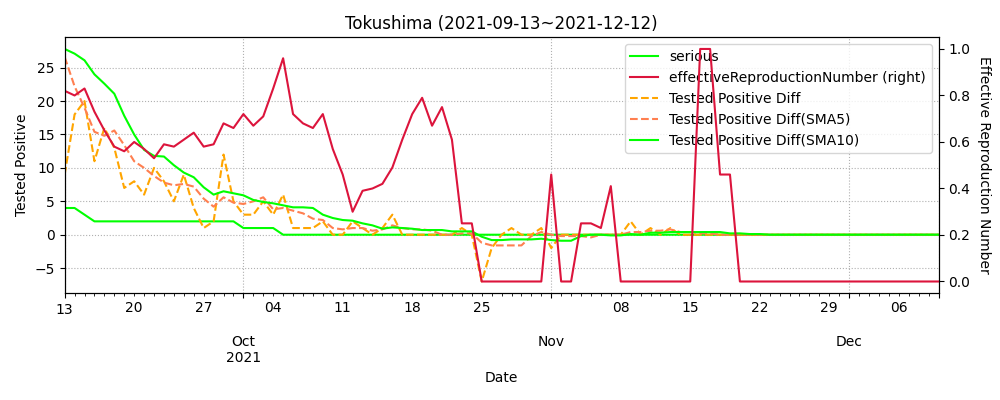 Tokushima (2021-09-13~2021-12-12)
serious
effectiveReproductionNumber (right)
Tested Positive Diff
Tested Positive Diff(SMA5)
Tested Positive Diff(SMA10)
Tested Positive
25
20
15
10
5
0
−5
1.0
0.8
0.6
0.4
0.2
0.0
Effective Reproduction Number
13 20 27 04 11 18 25 08 15 22 29 06
Oct Nov Dec
2021
Date